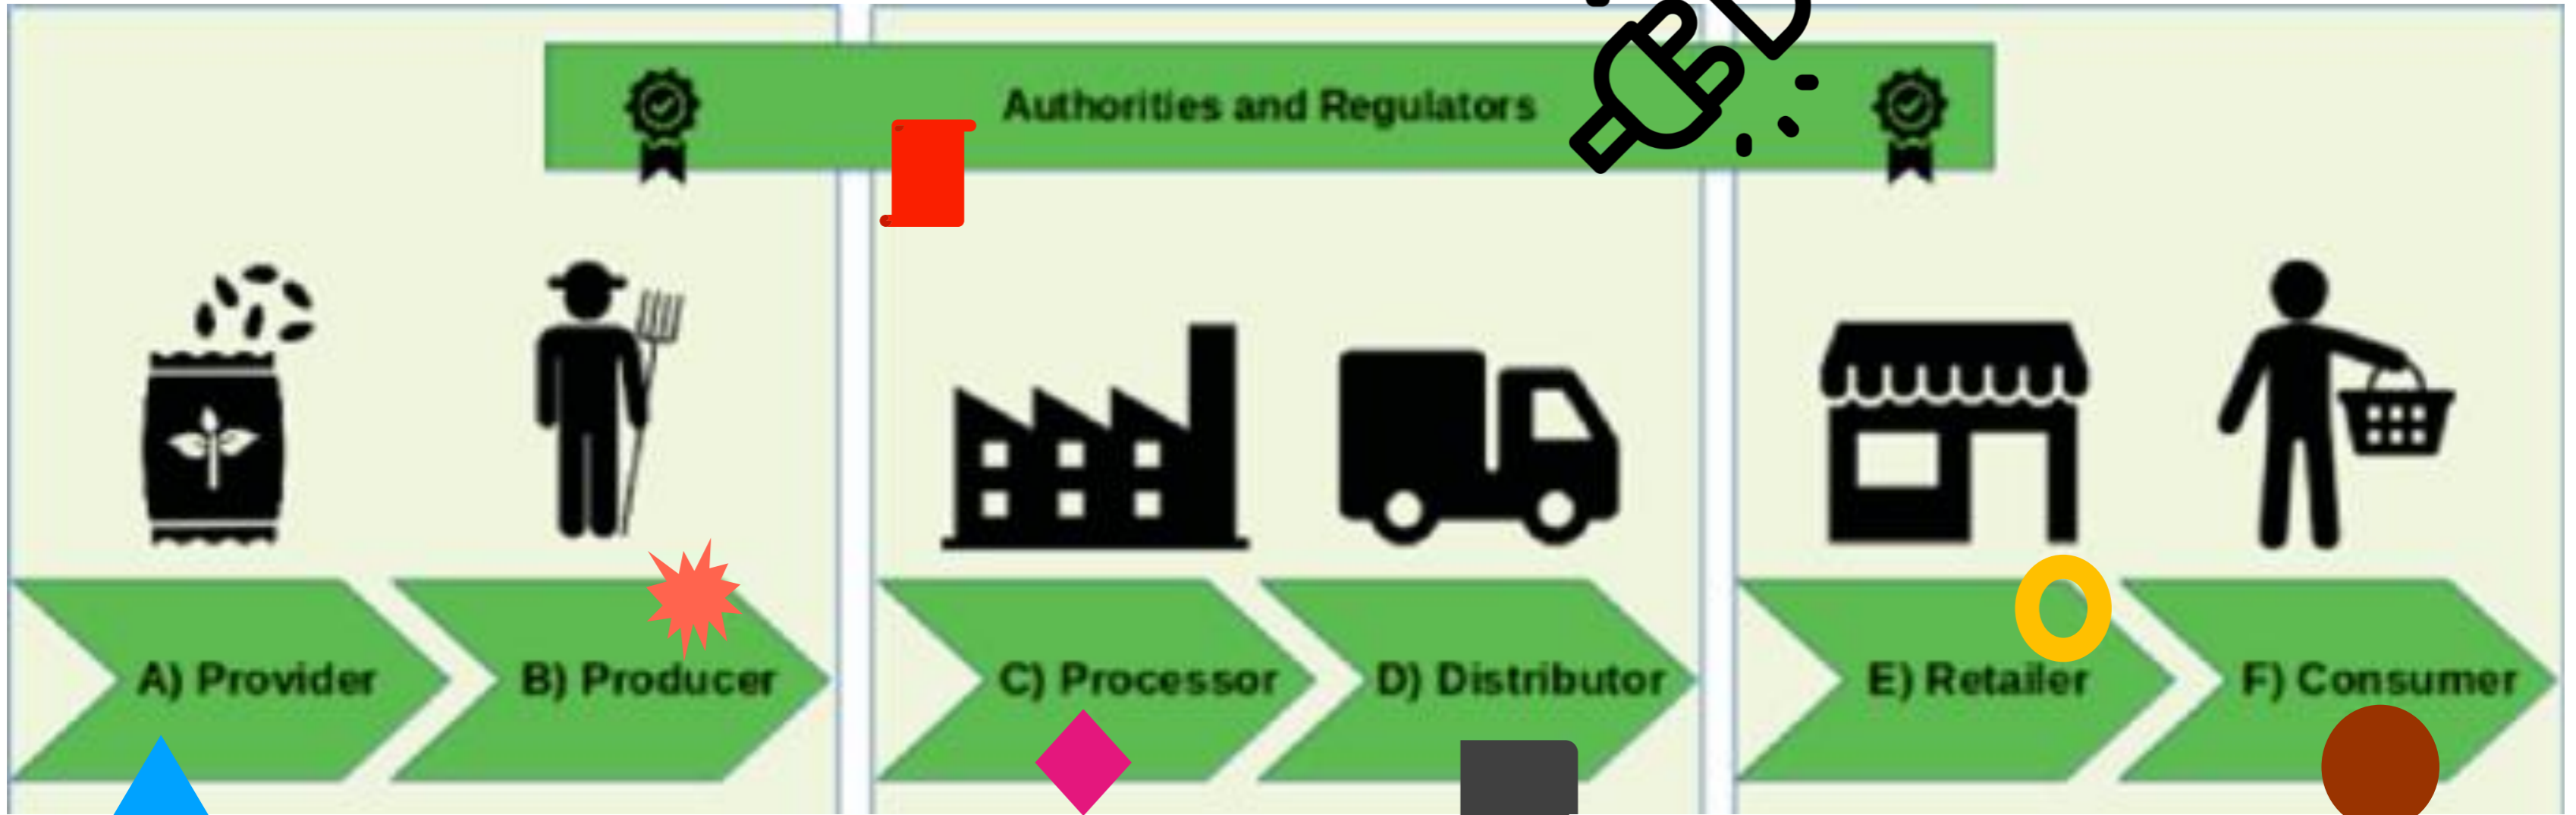 Authorities and Regulators
A) Provider
B) Producer
C) Processor
D) Distributor
E) Retailer
F) Consumer